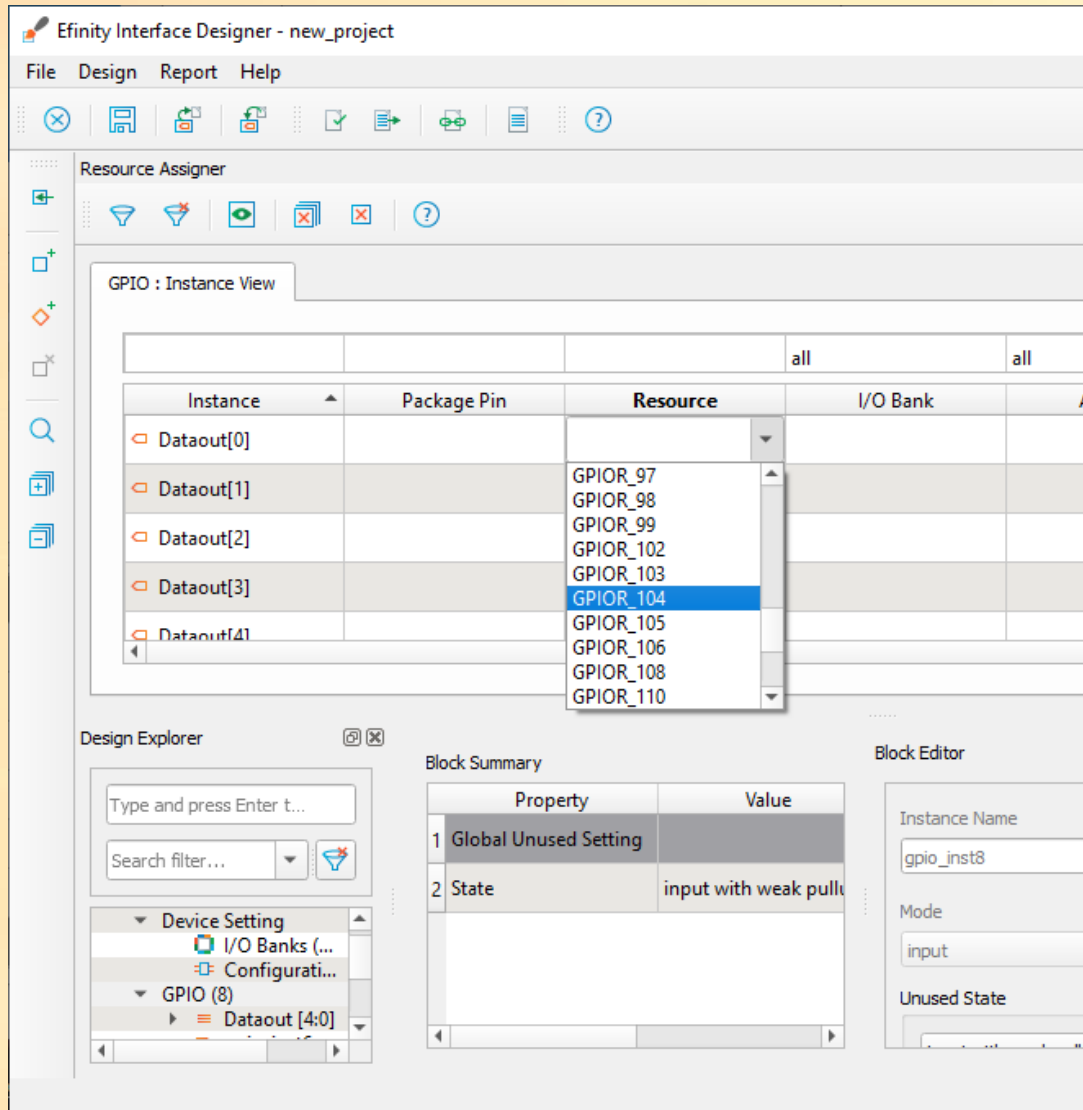 Efinity Interface Designer - new_project
File Design Report Help
Resource Assigner
GPIO : Instance View
all all
Instance Package Pin Resource I/O Bank
Dataout[0]
Dataout[1]
Dataout[2]
Dataout[3]
Dataout[4]
GPIOR_97
GPIOR_98
GPIOR_99
GPIOR_102
GPIOR_103
GPIOR_104
GPIOR_105
GPIOR_106
GPIOR_108
GPIOR_110
Design Explorer
Type and press Enter t...
Search filter...
Device Setting
I/O Banks (...
Configurati...
GPIO (8)
Dataout [4:0]
Block Summary
Property Value
1 Global Unused Setting
2 State input with weak pullu
Block Editor
Instance Name
gpio_inst8
Mode
input
Unused State